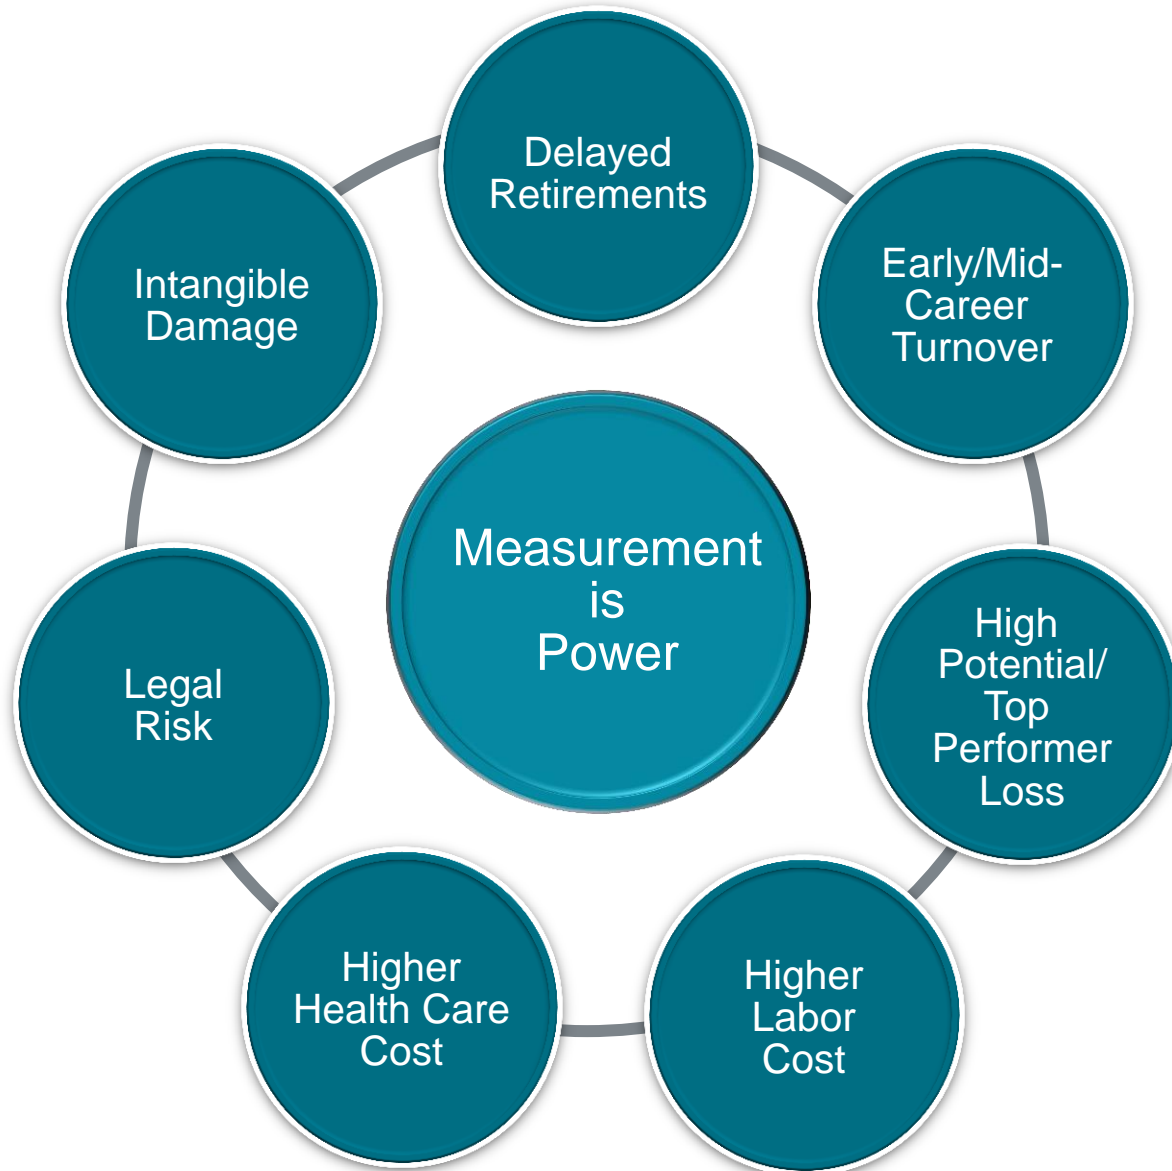 Delayed
Retirements
Early/Mid-
Career
Turnover
High
Potential/
Top
Performer
Loss
Higher
Labor
Cost
Higher
Health Care
Cost
Legal
Risk
Intangible
Damage
Measurement
is
Power